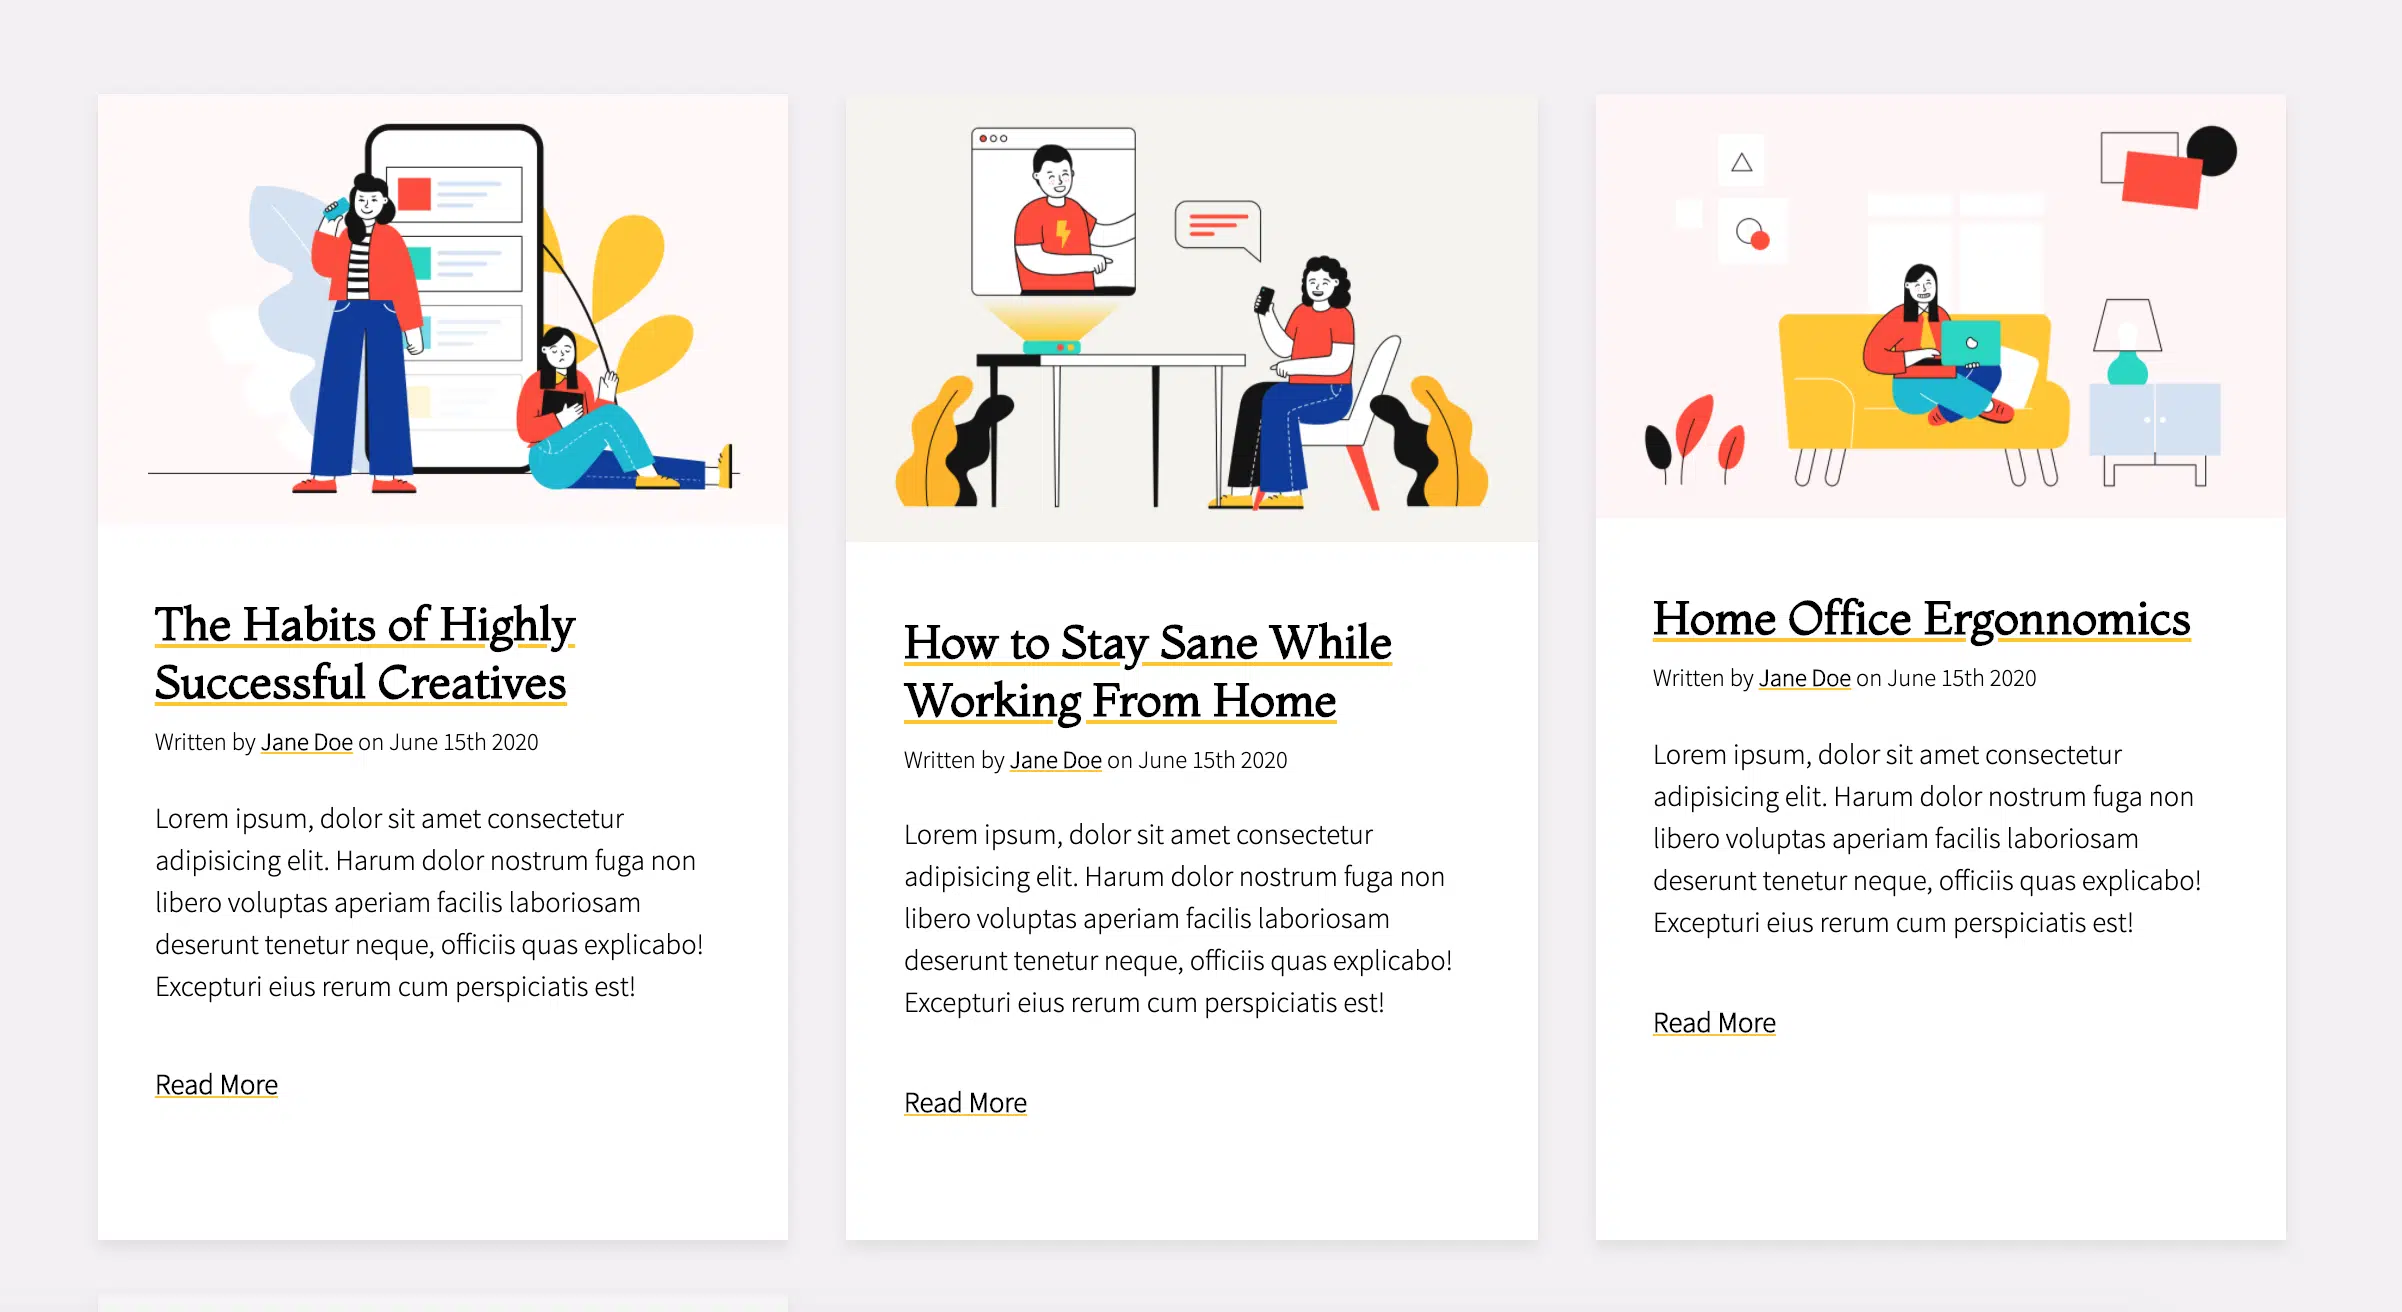 The Habits of Highly
Successful Creatives
Written by Jane Doe on June 15th 2020
Lorem ipsum, dolor sit amet consectetur
adipisicing elit. Harum dolor nostrum fuga non
libero voluptas aperiam facilis laboriosam
deserunt tenetur neque, officiis quas explicabo!
Excepturi eius rerum cum perspiciatis est!
Read More
How to Stay Sane While
Working From Home
Written by Jane Doe on June 15th 2020
Lorem ipsum, dolor sit amet consectetur
adipisicing elit. Harum dolor nostrum fuga non
libero voluptas aperiam facilis laboriosam
deserunt tenetur neque, officiis quas explicabo!
Excepturi eius rerum cum perspiciatis est!
Read More
Home Office Ergonnomics
Written by Jane Doe on June 15th 2020
Lorem ipsum, dolor sit amet consectetur
adipisicing elit. Harum dolor nostrum fuga non
libero voluptas aperiam facilis laboriosam
deserunt tenetur neque, officiis quas explicabo!
Excepturi eius rerum cum perspiciatis est!
Read More